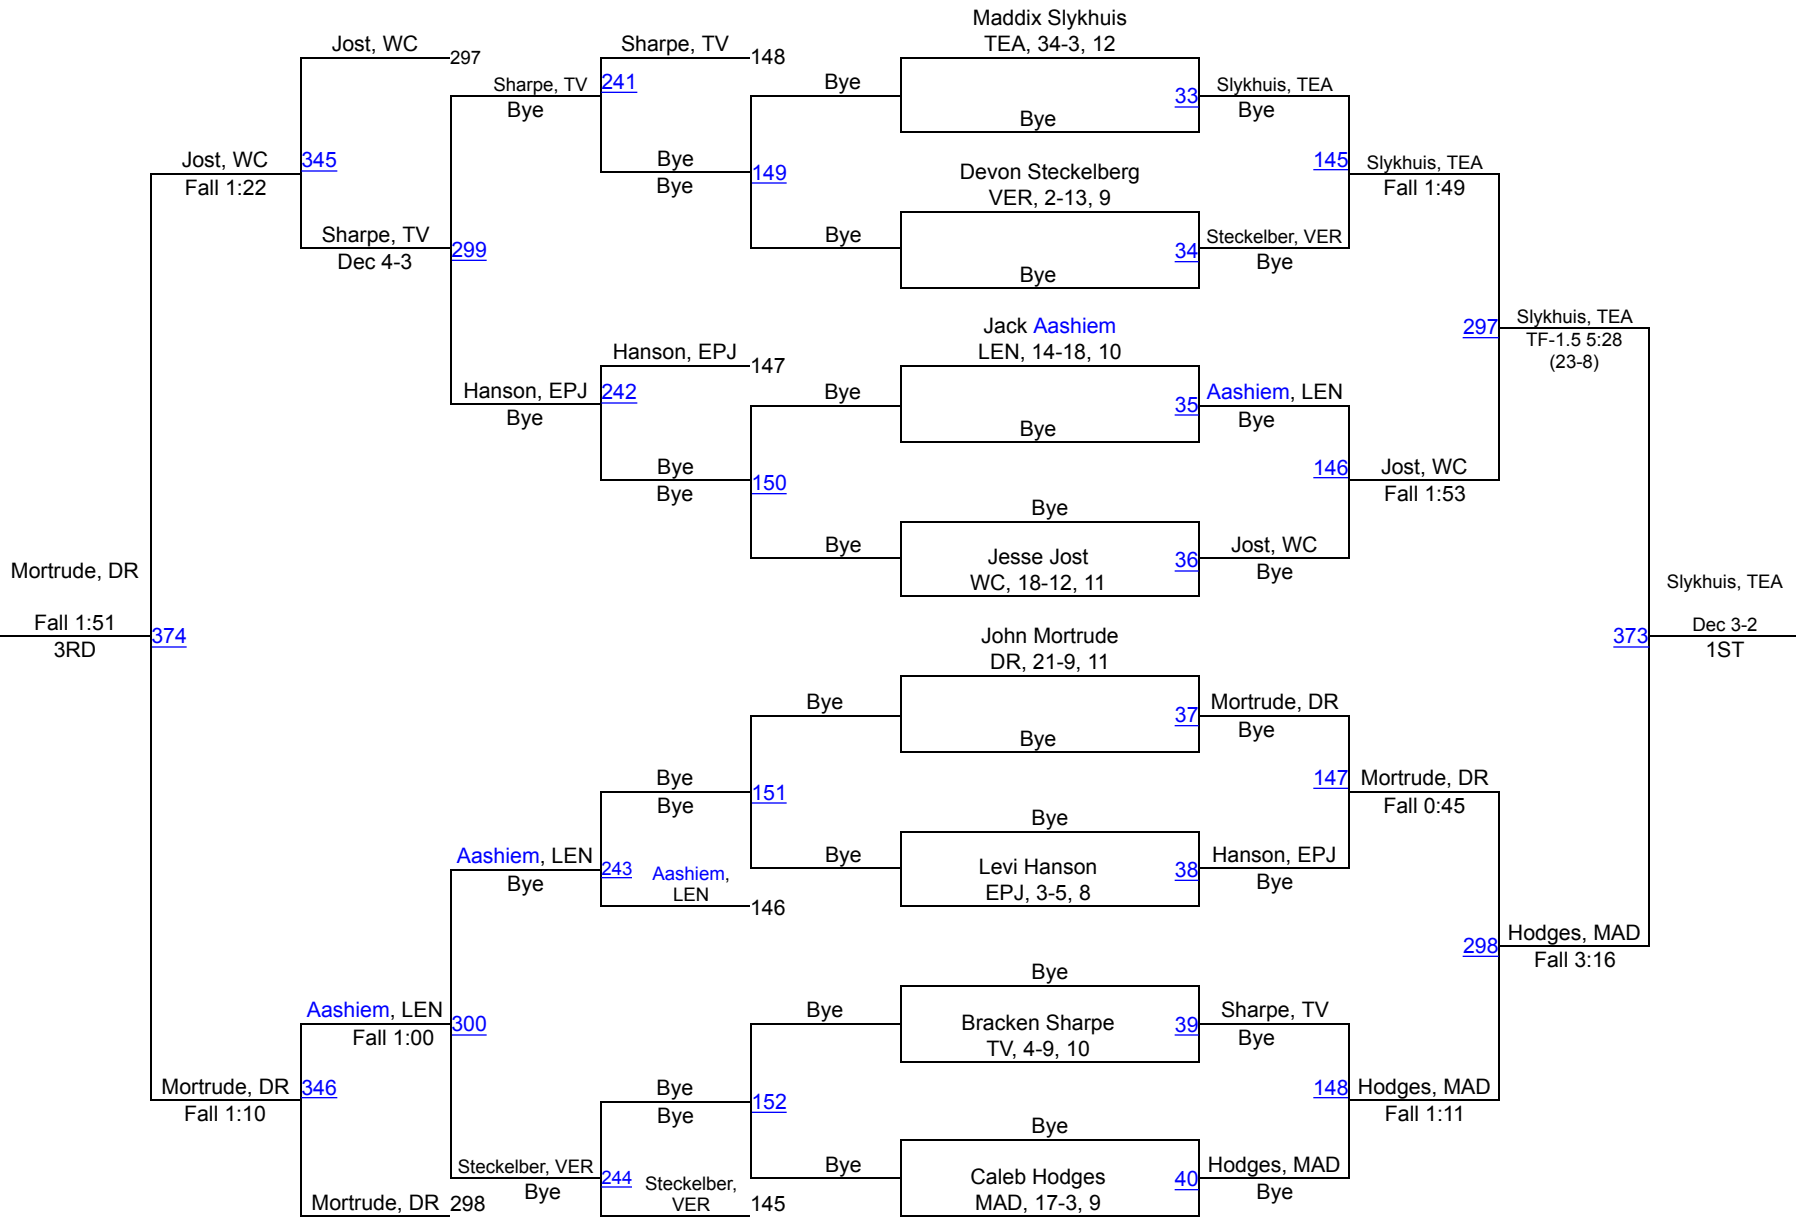 Maddix Slykhuis
TEA, 34-3, 12
Jost, WC
297
Sharpe, TV
148
Sharpe, TV
241
Bye
33
Slykhuis, TEA
Bye
Bye
Bye
Jost, WC
345
Fall 1:22
Bye
149
Bye
Devon Steckelberg
VER, 2-13, 9
145
Slykhuis, TEA
Fall 1:49
Sharpe, TV
299
Dec 4-3
Bye
34
Steckelber, VER
Bye
Bye
Jack Aashiem
LEN, 14-18, 10
297
Slykhuis, TEA
TF-1.5 5:28
(23-8)
Hanson, EPJ
147
Hanson, EPJ
242
Bye
Bye
35
Aashiem, LEN
Bye
Bye
Bye
150
Bye
146
Jost, WC
Fall 1:53
Bye
Bye
Jesse Jost
WC, 18-12, 11
36
Jost, WC
Bye
Mortrude, DR
Fall 1:51
3RD
374
Slykhuis, TEA
373
Dec 3-2
1ST
John Mortrude
DR, 21-9, 11
Bye
37
Mortrude, DR
Bye
Bye
Bye
151
Bye
147
Mortrude, DR
Fall 0:45
Bye
Aashiem, LEN
243
Bye
Aashiem,
LEN
146
Bye
Levi Hanson
EPJ, 3-5, 8
38
Hanson, EPJ
Bye
298
Hodges, MAD
Fall 3:16
Bye
Aashiem, LEN
300
Fall 1:00
Bye
Bracken Sharpe
TV, 4-9, 10
39
Sharpe, TV
Bye
Mortrude, DR
346
Fall 1:10
Bye
152
Bye
148
Hodges, MAD
Fall 1:11
Bye
Steckelber, VER
244
Bye
Steckelber,
VER
145
Bye
Caleb Hodges
MAD, 17-3, 9
40
Hodges, MAD
Bye
Mortrude, DR
298